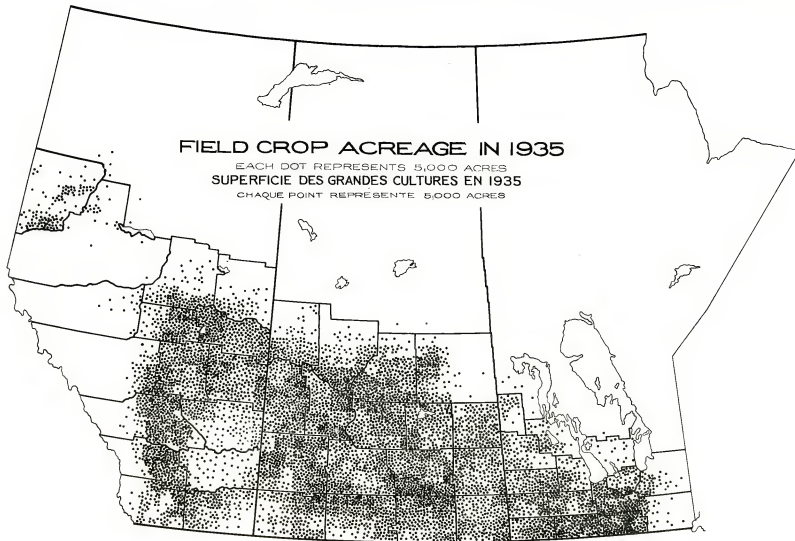 FIELD CROP ACREAGE IN 1935
EACH DOT REPRESENTS 5,000 ACRES
SUPERFICIE DES GRANDES CULTURES EN 1935
CHAQUE POINT REPRÉSENTE 5,000 ACRES